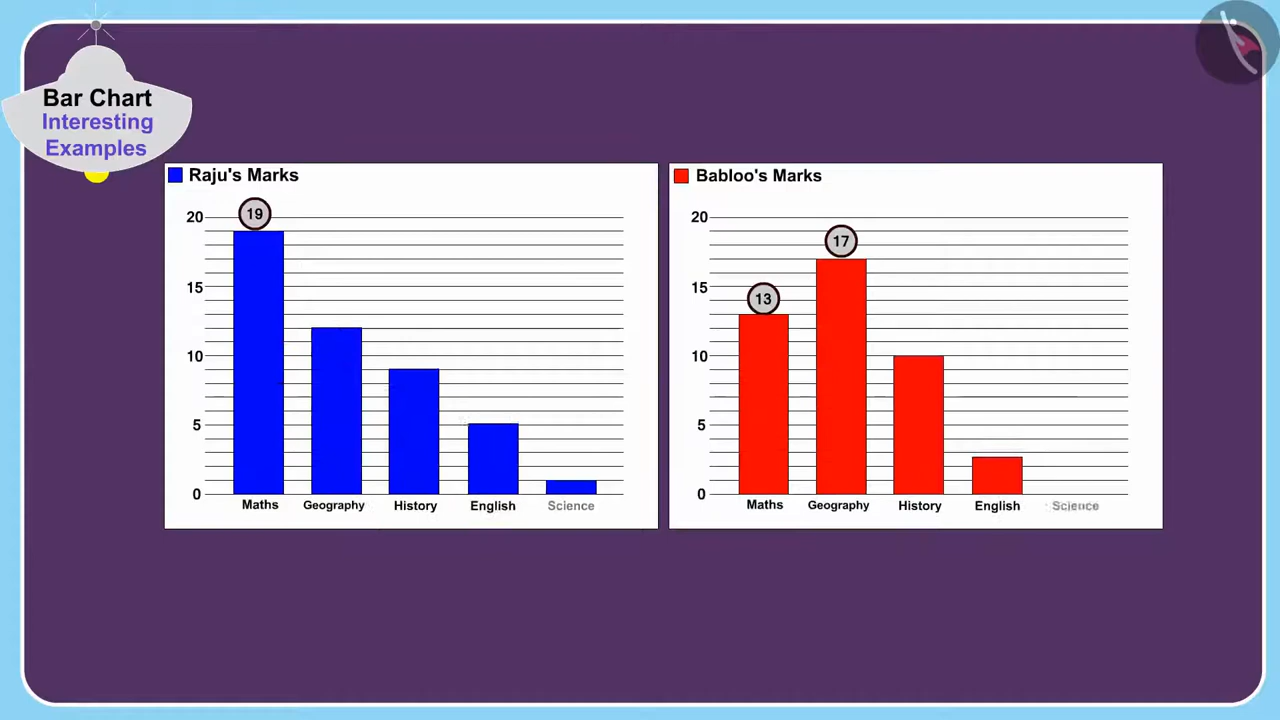 Bar Chart
Interesting
Examples
Raju's Marks
20
19
15
10
5
0
Maths Geography History English Science
Babloo's Marks
20
17
15
13
10
5
0
Maths Geography History English Science